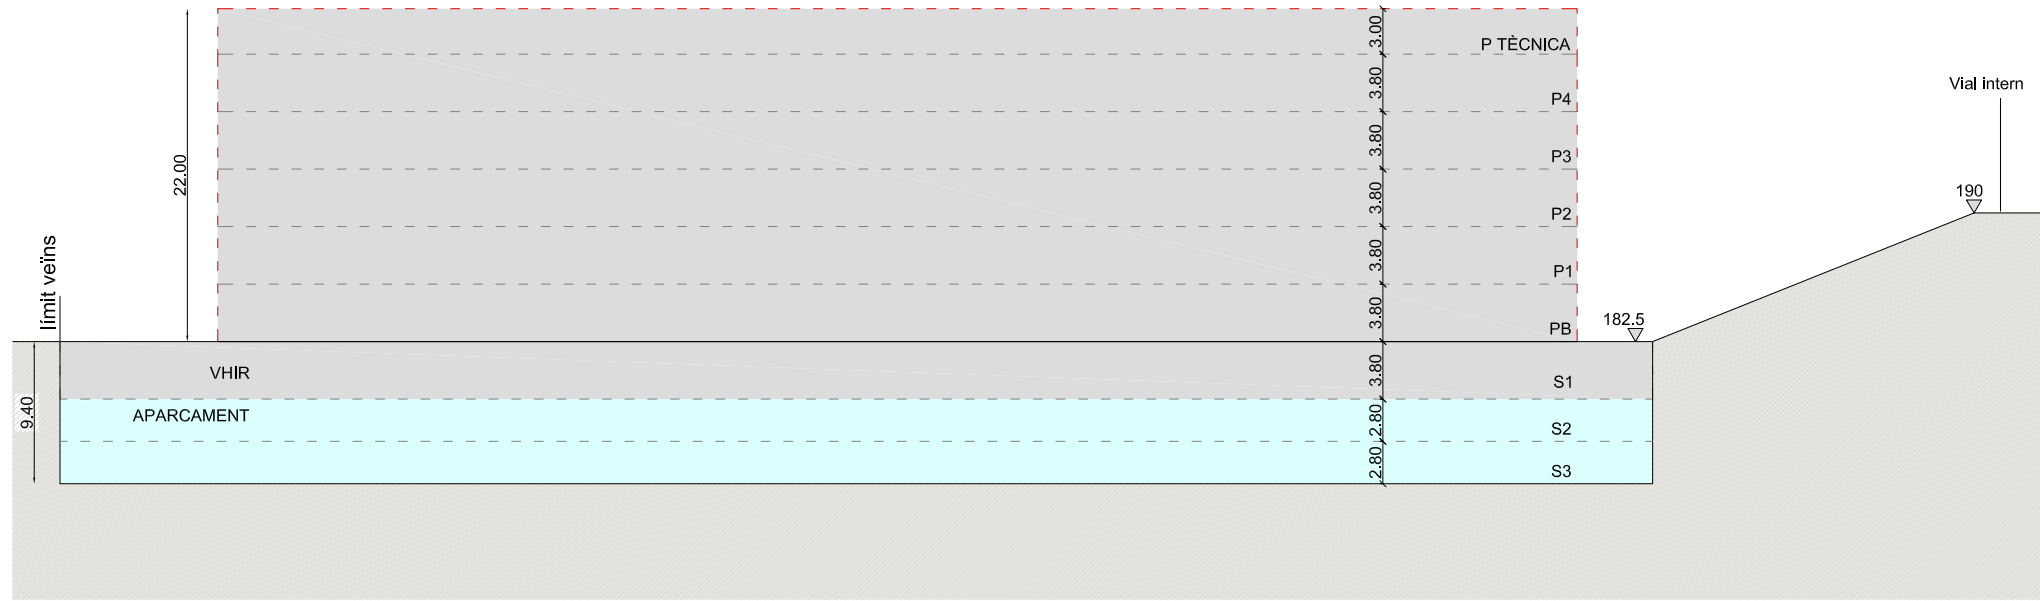 3.00
P TÈCNICA
3.80
P4
Vial intern
3.80
P3
22.00
3.80
P2
190
3.80
P1
límit veïns
3.80
PB
182.5
VHIR
3.80
S1
9.40
APARCAMENT
2.80
S2
2.80
S3